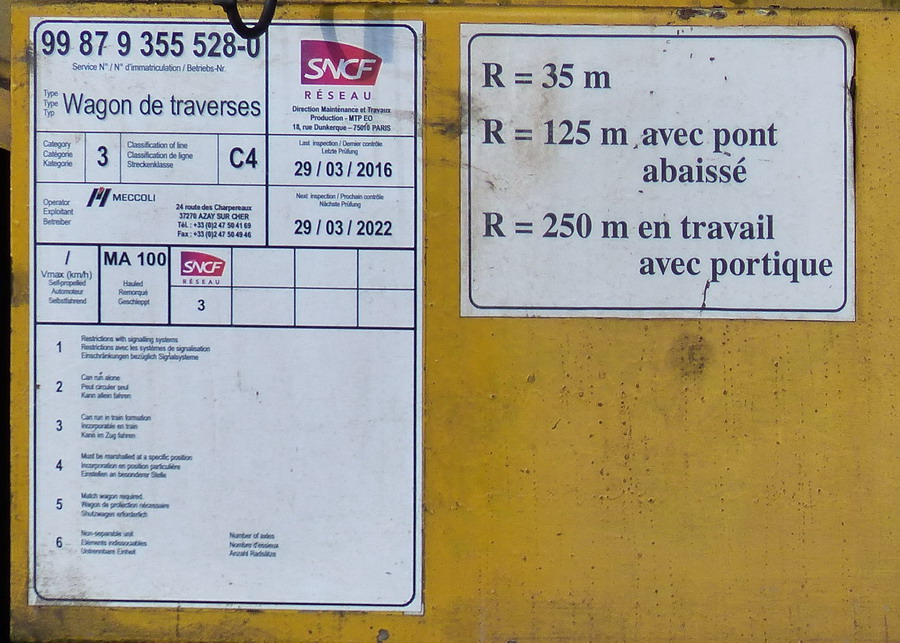 99 87 9 355 528-0
Service N° / N° d'immatriculation / Betriebs-Nr.
Type
Type
Typ
Wagon de traverses
SNCF
RÉSEAU
Direction Maintenance et Travaux
Production - MTP EO
18, rue Dunkerque – 75010 PARIS
Category
Catégorie
Kategorie
3
Classification of line
Classification de ligne
Streckenklasse
C4
Last inspection / Dernier contrôle
Letzte Prüfung
29 / 03 / 2016
Operator
Exploitant
Betreiber
MECCOLI
24 route des Charpereaux
37270 AZAY SUR CHER
Tél. : +33 (0)2 47 50 41 69
Fax : +33 (0)2 47 50 49 46
Next inspection / Prochain contrôle
Nächste Prüfung
29 / 03 / 2022
/
Vmax (km/h)
Self-propelled
Automoteur
Selbstfahrend
MA 100
Hauled
Remorqué
Geschleppt
SNCF
RÉSEAU
3
1
Restrictions with signalling systems
Restrictions avec les systèmes de signalisation
Einschränkungen bezüglich Signalsysteme
2
Can run alone
Peut circuler seul
Kann allein fahren
3
Can run in train formation
Incorporable en train
Kann im Zug fahren
4
Must be marshalled at a specific position
Incorporation en position particulière
Einstellen an besonderer Stelle
5
Match wagon required.
Wagon de protection nécessaire
Shutzwagen erforderlich
6
Non-separable unit
Eléments indissociables
Untrennbare Einheit
Number of axles
Nombre d'essieux
Anzahl Radsätze
R = 35 m
R = 125 m avec pont
abaissé
R = 250 m en travail
avec portique